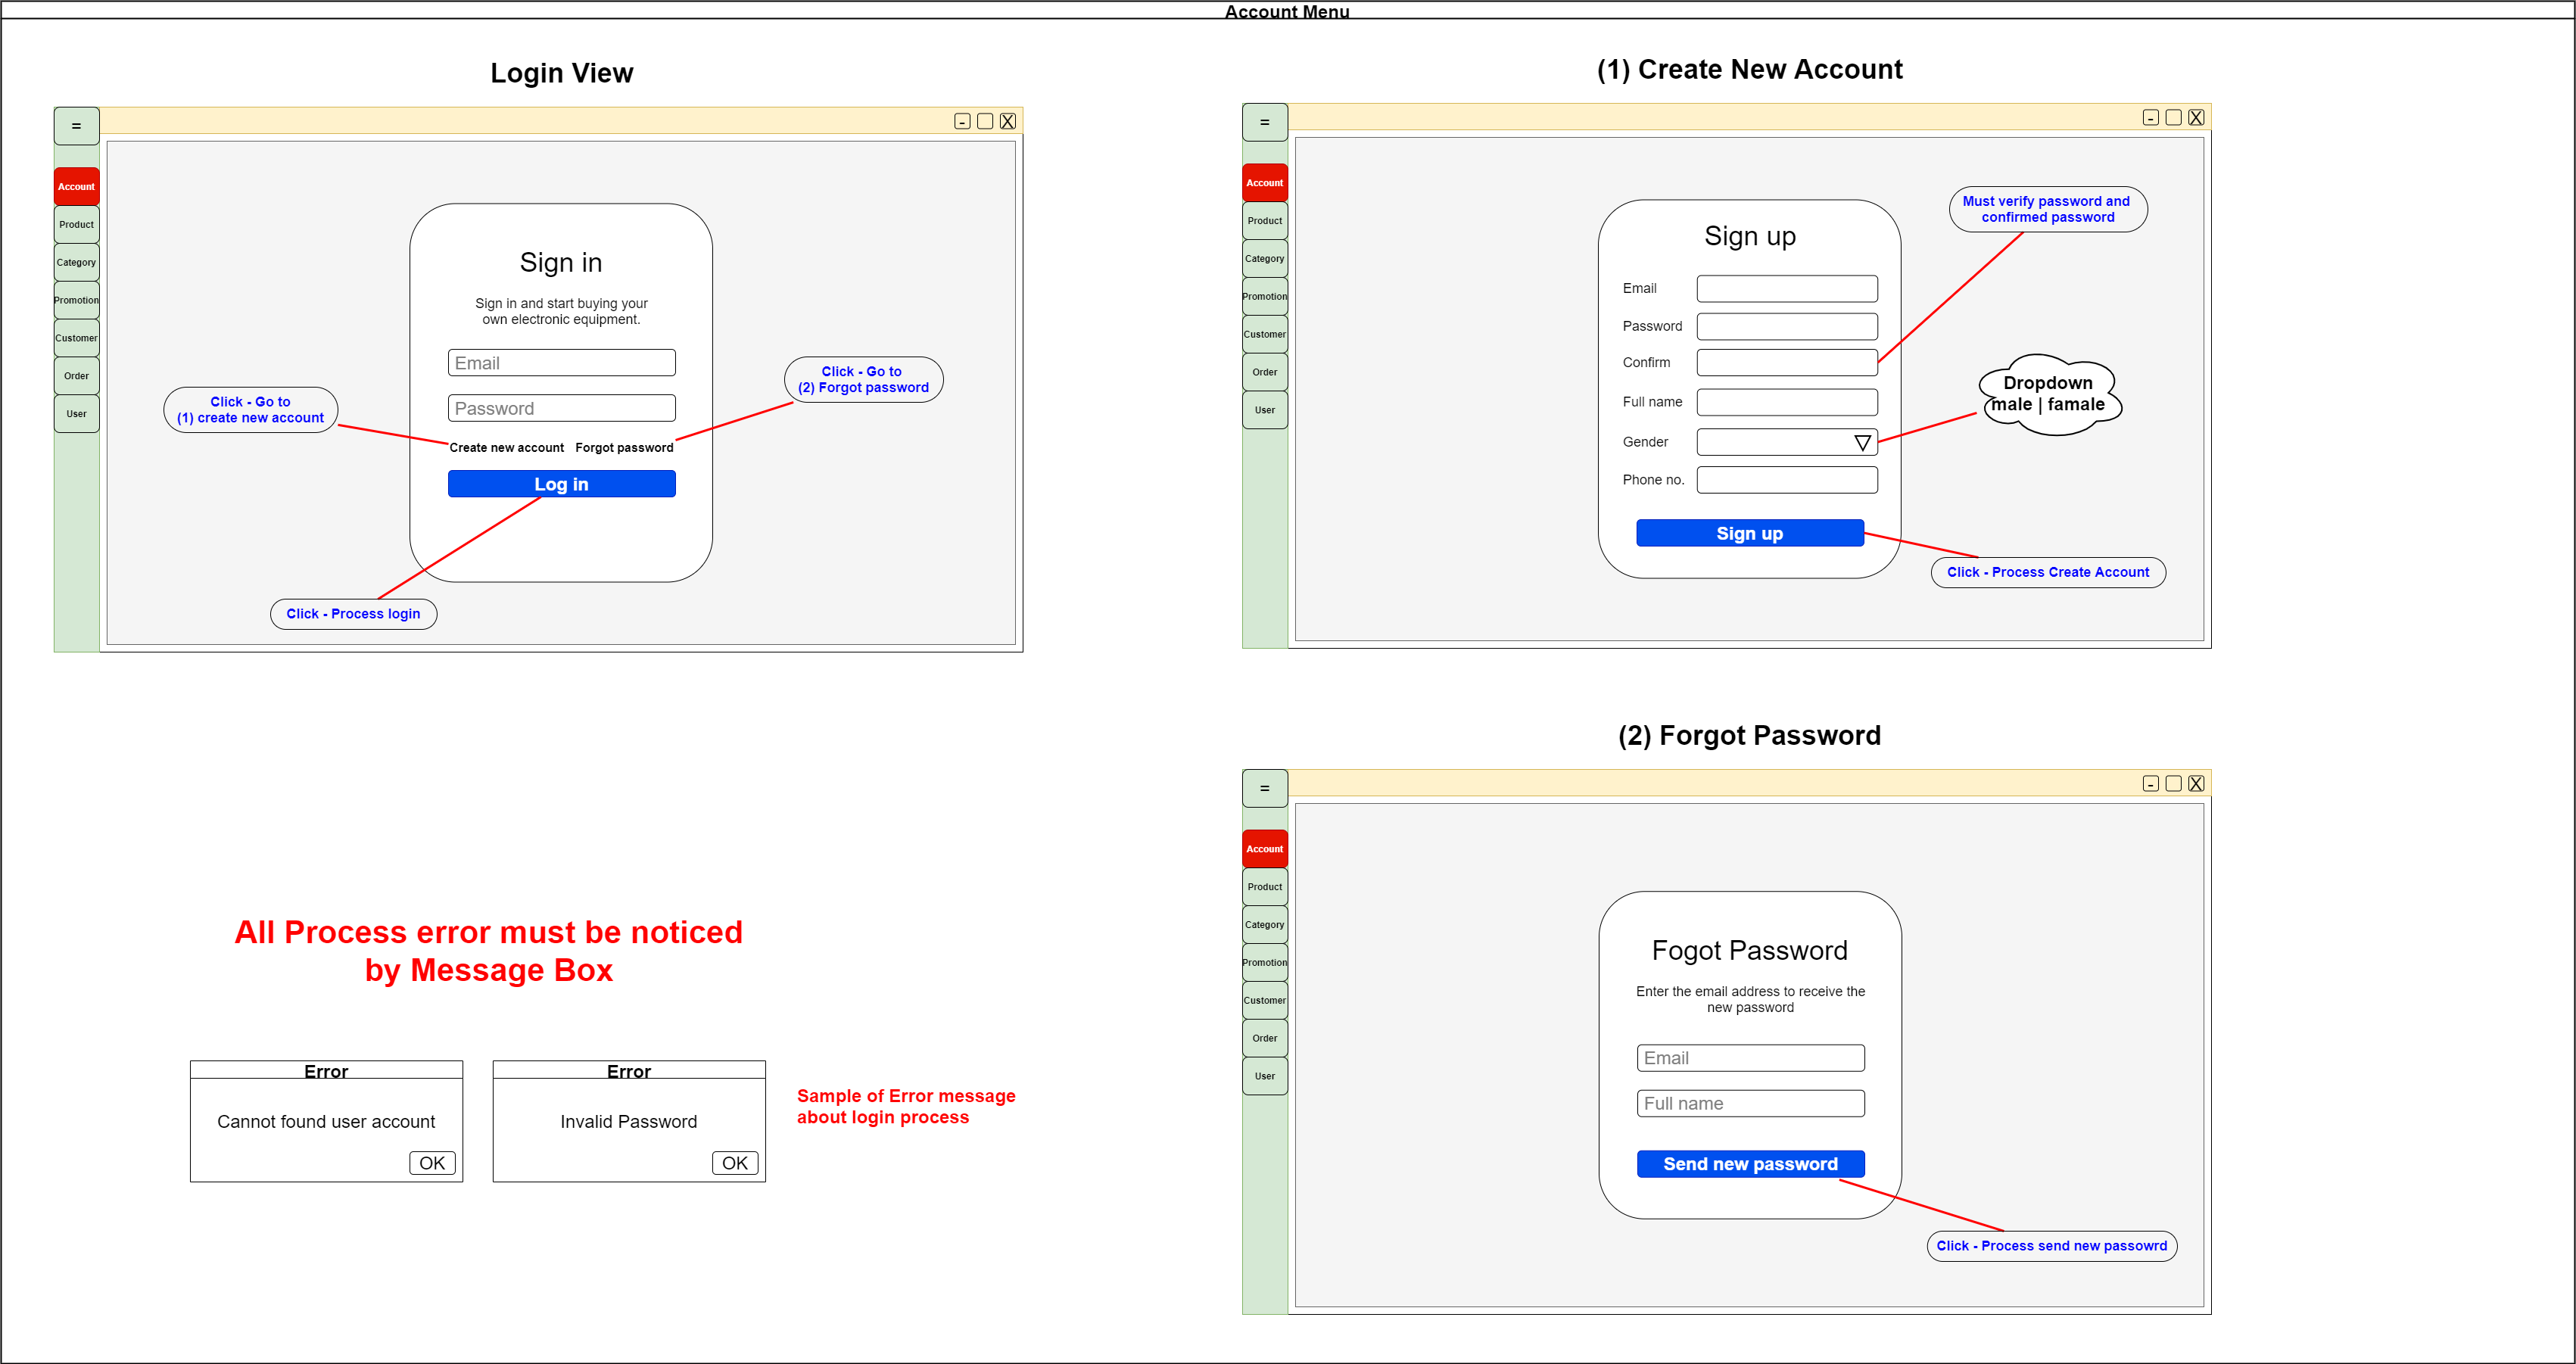 Account Menu
Login View
=
-
X
Account
Product
Category
Promotion
Customer
Order
User
Sign in
Sign in and start buying your
own electronic equipment.
Email
Password
Create new account
Forgot password
Log in
Click - Go to
(1) create new account
Click - Go to
(2) Forgot password
Click - Process login
(1) Create New Account
=
-
X
Account
Product
Category
Promotion
Customer
Order
User
Sign up
Email
Password
Confirm
Full name
Gender
Phone no.
Sign up
Must verify password and
confirmed password
Dropdown
male | famale
Click - Process Create Account
All Process error must be noticed
by Message Box
Error
Cannot found user account
OK
Error
Invalid Password
OK
Sample of Error message
about login process
(2) Forgot Password
=
-
X
Account
Product
Category
Promotion
Customer
Order
User
Fogot Password
Enter the email address to receive the
new password
Email
Full name
Send new password
Click - Process send new passowrd